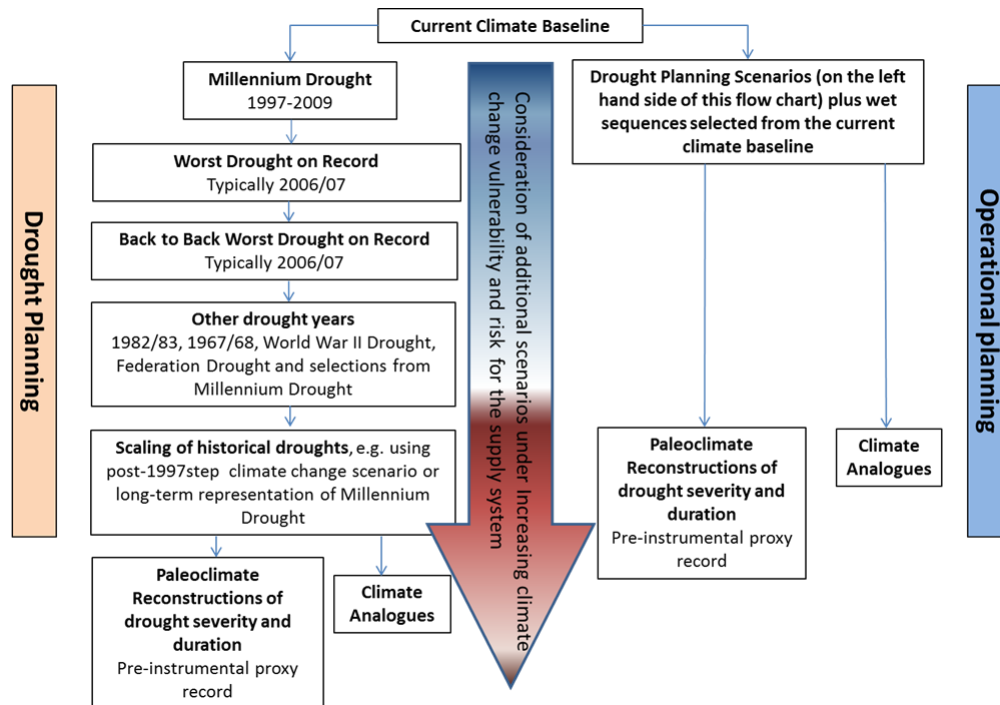 Current Climate Baseline
Drought Planning
Millennium Drought
1997-2009
Worst Drought on Record
Typically 2006/07
Back to Back Worst Drought on Record
Typically 2006/07
Other drought years
1982/83, 1967/68, World War II Drought,
Federation Drought and selections from
Millennium Drought
Scaling of historical droughts, e.g. using
post-1997step climate change scenario or
long-term representation of Millennium
Drought
Paleoclimate
Reconstructions of
drought severity and
duration
Pre-instrumental proxy
record
Climate
Analogues
Consideration of additional scenarios under Increasing climate
change vulnerability and risk for the supply system
Drought Planning Scenarios (on the left
hand side of this flow chart) plus wet
sequences selected from the current
climate baseline
Paleoclimate
Reconstructions of
drought severity and
duration
Pre-instrumental proxy
record
Climate
Analogues
Operational planning